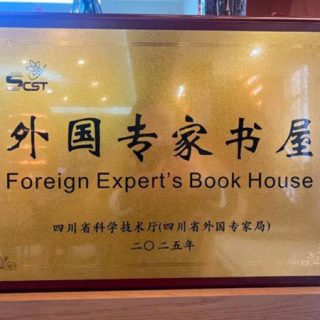 SCST
外国专家书屋
Foreign Expert's Book House
四川省科学技术厅(四川省外国专家局)
二〇二五年